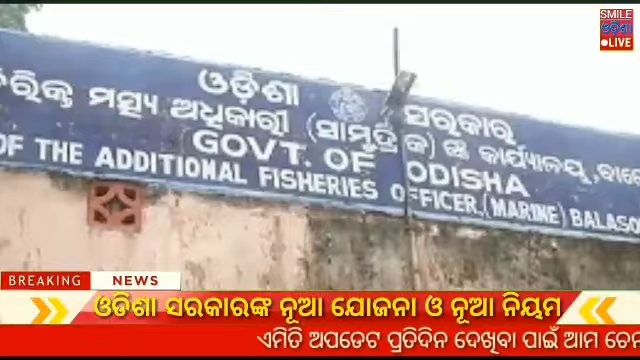 SMILE
ଓଡ଼ିଶା
LIVE
ଓଡ଼ିଶା ସରକାର
ରିକ୍ତ ମତ୍ସ୍ୟ ଅଧିକାରୀ (ସାମୁଦ୍ରିକ) ଙ୍କ କାର୍ଯ୍ୟାଳୟ,
GOVT. OF ODISHA
OF THE ADDITIONAL FISHERIES OFFICER.(MARINE) BALASO
BREAKING NEWS
ଓଡିଶା ସରକାରଙ୍କ ନୂଆ ଯୋଜନା ଓ ନୂଆ ନିୟମ
ଏମିତି ଅପଡେଟ ପ୍ରତିଦିନ ଦେଖିବା ପାଇଁ ଆମ ଚେନ